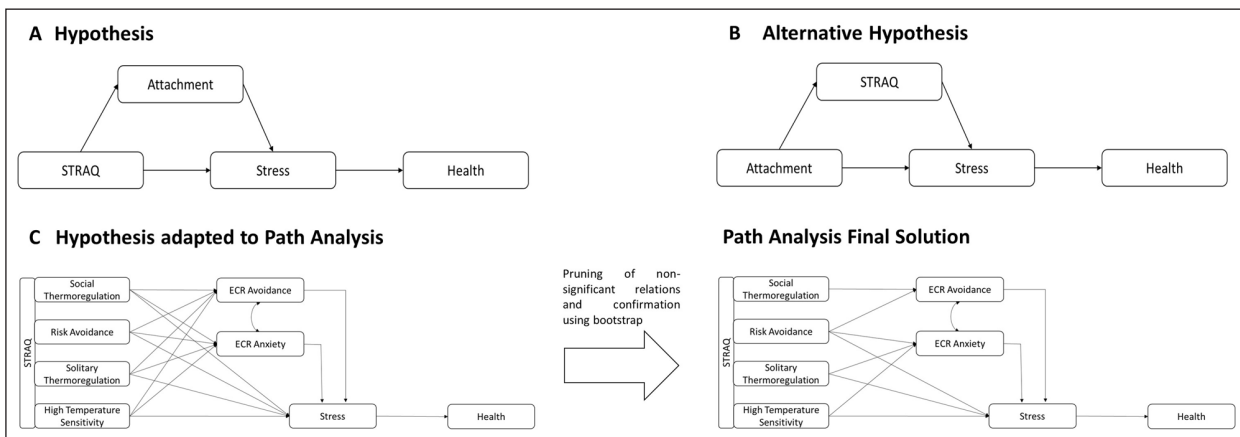 A Hypothesis
Attachment
STRAQ
Stress
Health
B Alternative Hypothesis
STRAQ
Attachment
Stress
Health
C Hypothesis adapted to Path Analysis
STRAQ
Social
Thermoregulation
Risk Avoidance
Solitary
Thermoregulation
High Temperature
Sensitivity
ECR Avoidance
ECR Anxiety
Stress
Health
Pruning of non-
significant relations
and confirmation
using bootstrap
Path Analysis Final Solution
STRAQ
Social
Thermoregulation
Risk Avoidance
Solitary
Thermoregulation
High Temperature
Sensitivity
ECR Avoidance
ECR Anxiety
Stress
Health